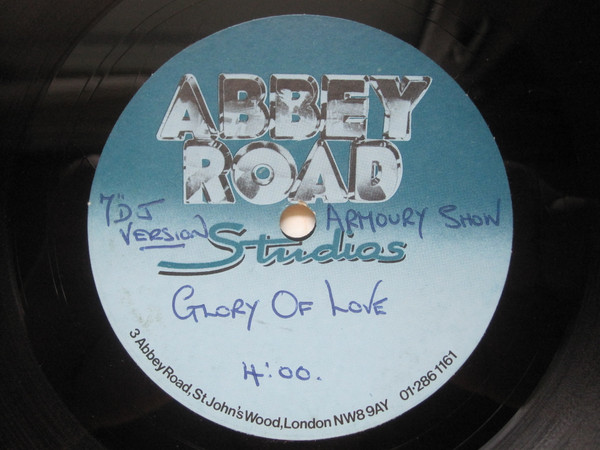 ABBEY
ROAD
7" DJ
VERSION
ARMOURY SHOW
Studios
GLORY OF LOVE
4:00.
3 Abbey Road, St John's Wood, London NW8 9AY 01-286 1161